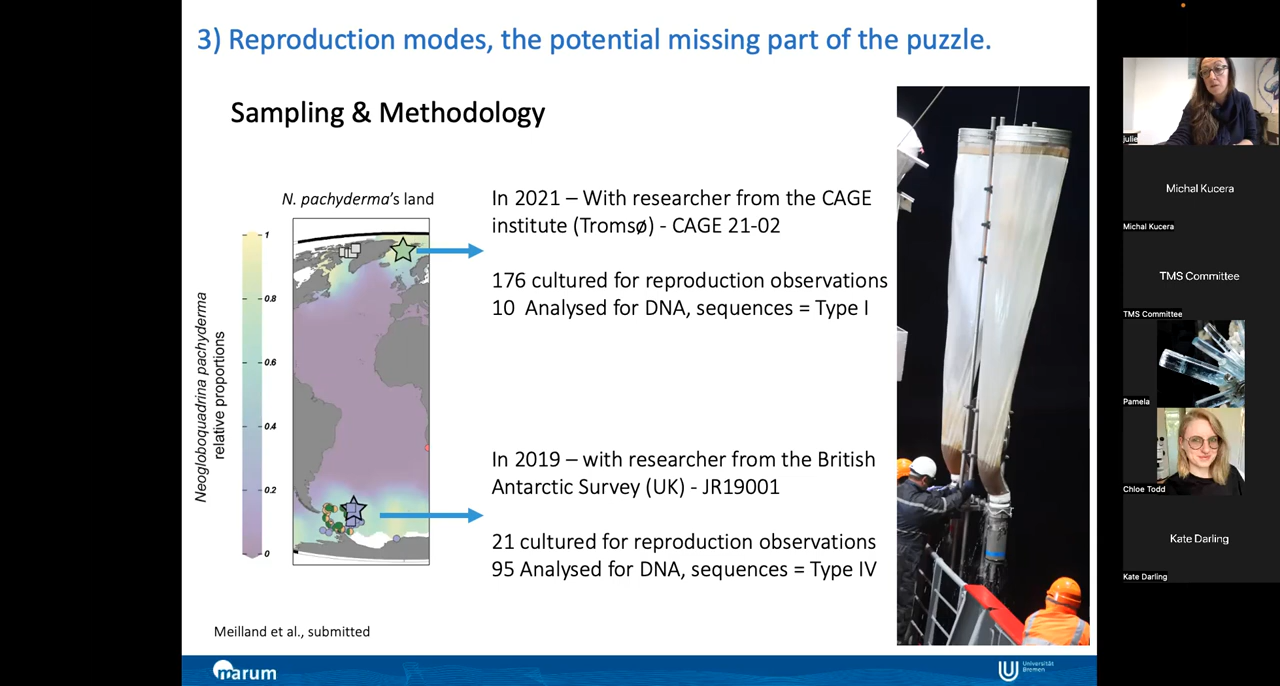 3) Reproduction modes, the potential missing part of the puzzle.
Sampling & Methodology
N. pachyderma's land
Neogloboquadrina pachyderma
relative proportions
1
0.8
0.6
0.4
0.2
0
In 2021 – With researcher from the CAGE
institute (Tromsø) - CAGE 21-02
176 cultured for reproduction observations
10 Analysed for DNA, sequences = Type I
In 2019 – with researcher from the British
Antarctic Survey (UK) - JR19001
21 cultured for reproduction observations
95 Analysed for DNA, sequences = Type IV
Meilland et al., submitted
marum
Universität
Bremen
julie
Michal Kucera
Michal Kucera
TMS Committee
TMS Committee
Pamela
Chloe Todd
Kate Darling
Kate Darling